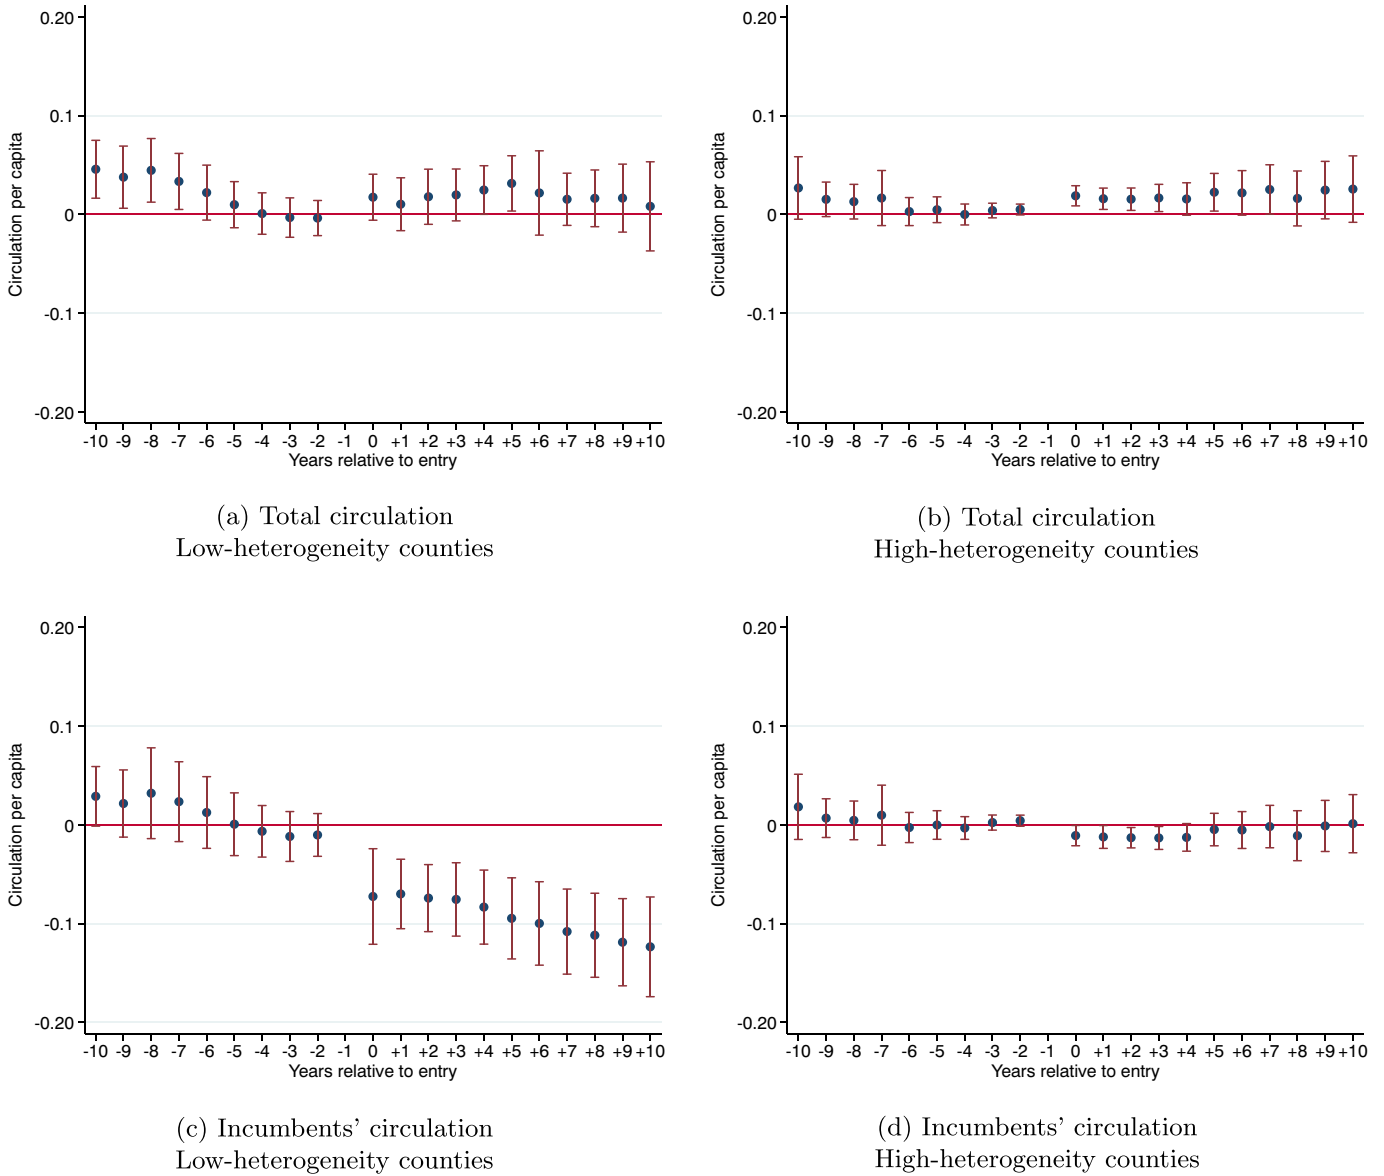 0.20
0.1
0
-0.1
-0.20
Circulation per capita
-10 -9 -8 -7 -6 -5 -4 -3 -2 -1 0 +1 +2 +3 +4 +5 +6 +7 +8 +9 +10
Years relative to entry
(a) Total circulation
Low-heterogeneity counties
0.20
0.1
0
-0.1
-0.20
Circulation per capita
-10 -9 -8 -7 -6 -5 -4 -3 -2 -1 0 +1 +2 +3 +4 +5 +6 +7 +8 +9 +10
Years relative to entry
(b) Total circulation
High-heterogeneity counties
0.20
0.1
0
-0.1
-0.20
Circulation per capita
-10 -9 -8 -7 -6 -5 -4 -3 -2 -1 0 +1 +2 +3 +4 +5 +6 +7 +8 +9 +10
Years relative to entry
(c) Incumbents’ circulation
Low-heterogeneity counties
0.20
0.1
0
-0.1
-0.20
Circulation per capita
-10 -9 -8 -7 -6 -5 -4 -3 -2 -1 0 +1 +2 +3 +4 +5 +6 +7 +8 +9 +10
Years relative to entry
(d) Incumbents’ circulation
High-heterogeneity counties